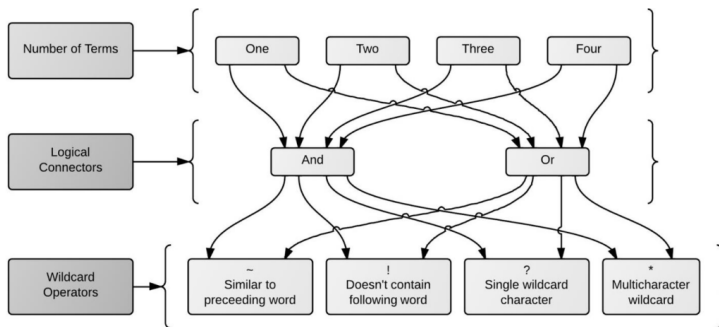 Number of Terms
One
Two
Three
Four
Logical
Connectors
And
Or
Wildcard
Operators
~
Similar to
preceeding word
!
Doesn't contain
following word
?
Single wildcard
character
*
Multicharacter
wildcard